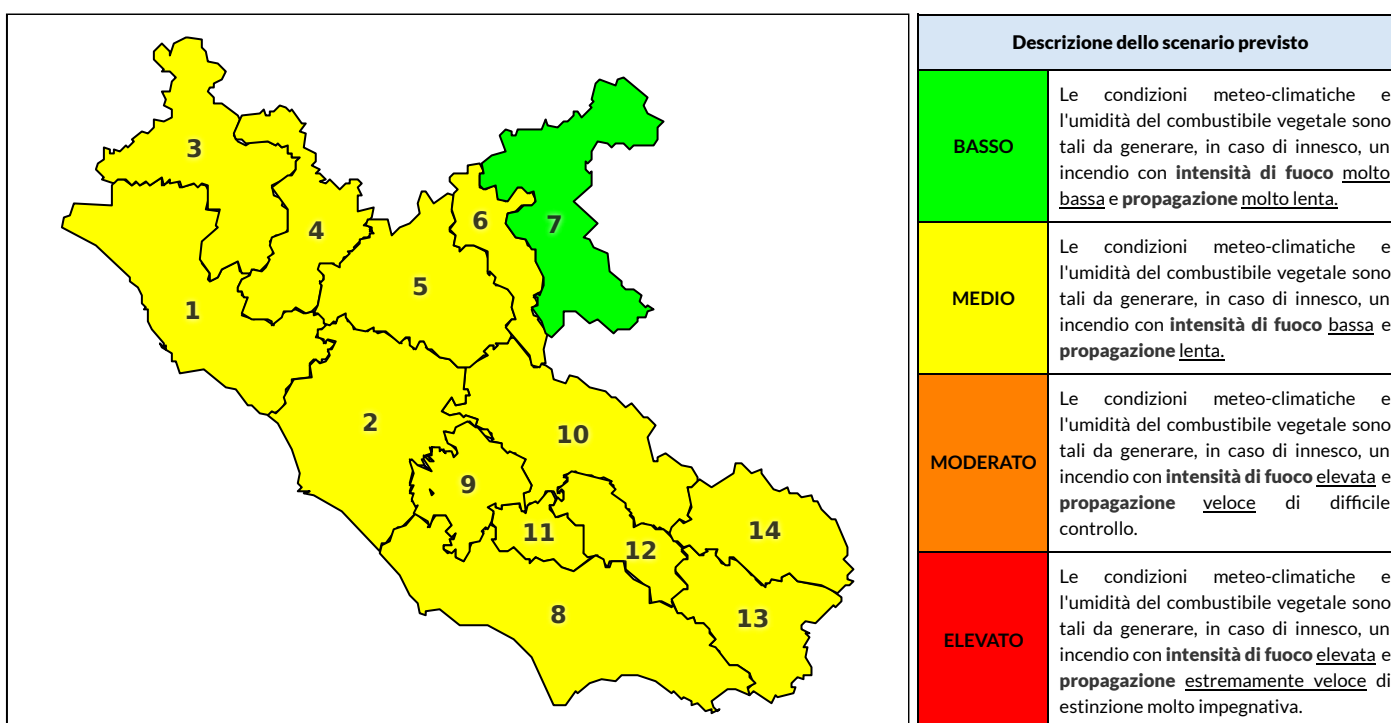 3
4
6
7
5
1
2
10
9
11
12
14
8
13
Descrizione dello scenario previsto
BASSO
Le condizioni meteo-climatiche e
l'umidità del combustibile vegetale sono
tali da generare, in caso di innesco, un
incendio con intensità di fuoco molto
bassa e propagazione molto lenta.
MEDIO
Le condizioni meteo-climatiche e
l'umidità del combustibile vegetale sono
tali da generare, in caso di innesco, un
incendio con intensità di fuoco bassa e
propagazione lenta.
MODERATO
Le condizioni meteo-climatiche e
l'umidità del combustibile vegetale sono
tali da generare, in caso di innesco, un
incendio con intensità di fuoco elevata e
propagazione veloce di difficile
controllo.
ELEVATO
Le condizioni meteo-climatiche e
l'umidità del combustibile vegetale sono
tali da generare, in caso di innesco, un
incendio con intensità di fuoco elevata e
propagazione estremamente veloce di
estinzione molto impegnativa.